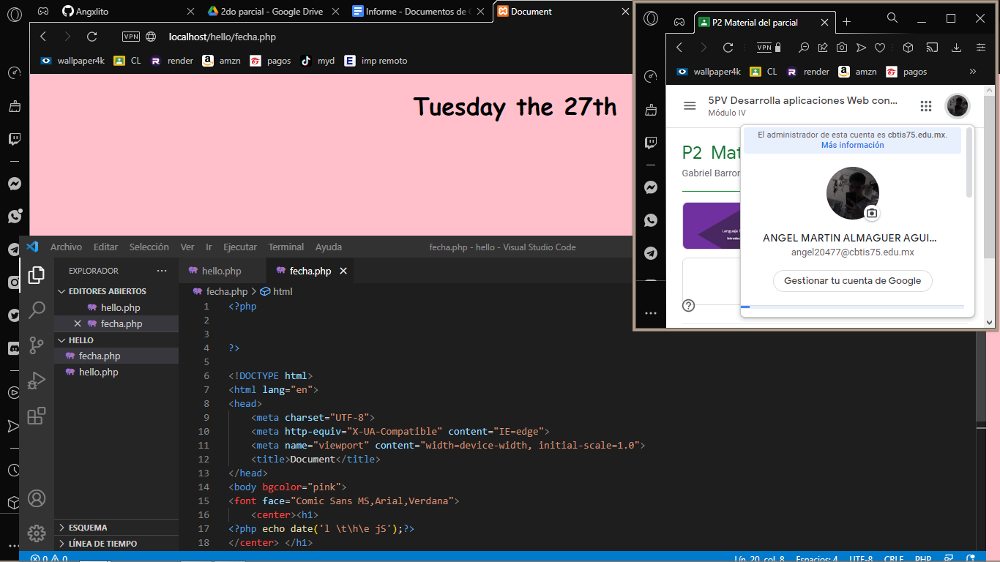 Angxlito
2do parcial - Google Drive
Informe - Documentos de
Document
VPN
localhost/hello/fecha.php
wallpaper4k
CL
render
amzn
pagos
myd
imp remoto
Tuesday the 27th
P2 Material del parcial
VPN
wallpaper4k
CL
render
amzn
pagos
5PV Desarrolla aplicaciones Web con...
Módulo IV
P2 Mat
Gabriel Barron
El administrador de esta cuenta es cbtis75.edu.mx.
Más información
ANGEL MARTIN ALMAGUER AGUI...
angel20477@cbtis75.edu.mx
Gestionar tu cuenta de Google
Archivo Editar Selección Ver Ir Ejecutar Terminal Ayuda
fecha.php - hello - Visual Studio Code
EXPLORADOR
EDITORES ABIERTOS
hello.php
fecha.php
HELLO
fecha.php
hello.php
ESQUEMA
LÍNEA DE TIEMPO
hello.php
fecha.php
fecha.php > html
1 <?php
2
3
4 ?>
5
6 <!DOCTYPE html>
7 <html lang="en">
8 <head>
9 <meta charset="UTF-8">
10 <meta http-equiv="X-UA-Compatible" content="IE=edge">
11 <meta name="viewport" content="width=device-width, initial-scale=1.0">
12 <title>Document</title>
13 </head>
14 <body bgcolor="pink">
15 <font face="Comic Sans MS,Arial,Verdana">
16 <center><h1>
17 <?php echo date('l \t\h\e jS');?>
18 </center> </h1>
0 0
Lín. 20, col. 8 Espacios: 4 UTF-8 CRLF PHP